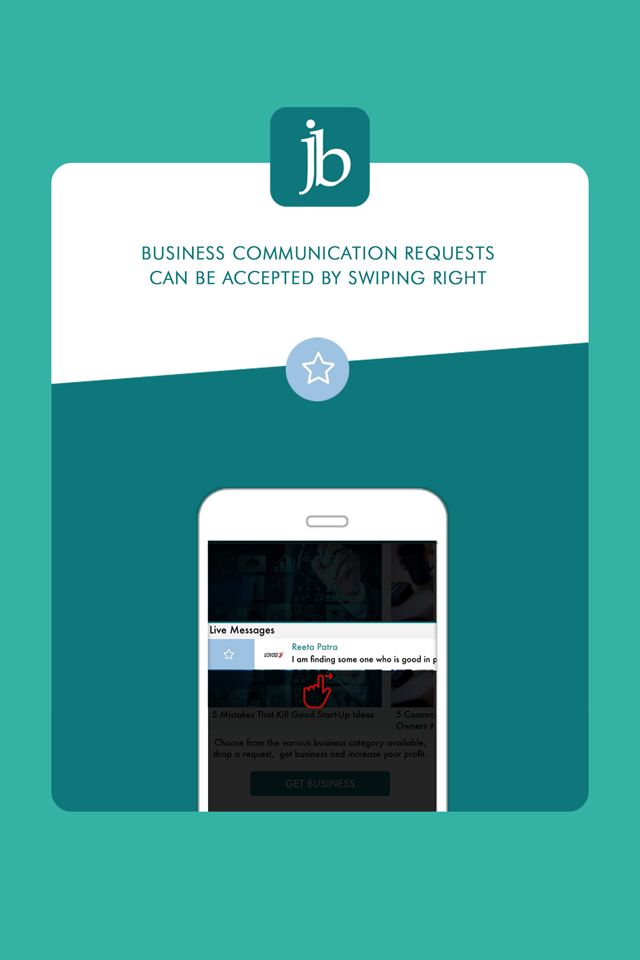 jb
BUSINESS COMMUNICATION REQUESTS
CAN BE ACCEPTED BY SWIPING RIGHT
Live Messages
Reeta Patra
I am finding some one who is good in p
5 Mistakes That Kill Good Start-Up Ideas
5 Commo
Owners M
Choose from the various business category available,
drop a request, get business and increase your profit.
GET BUSINESS